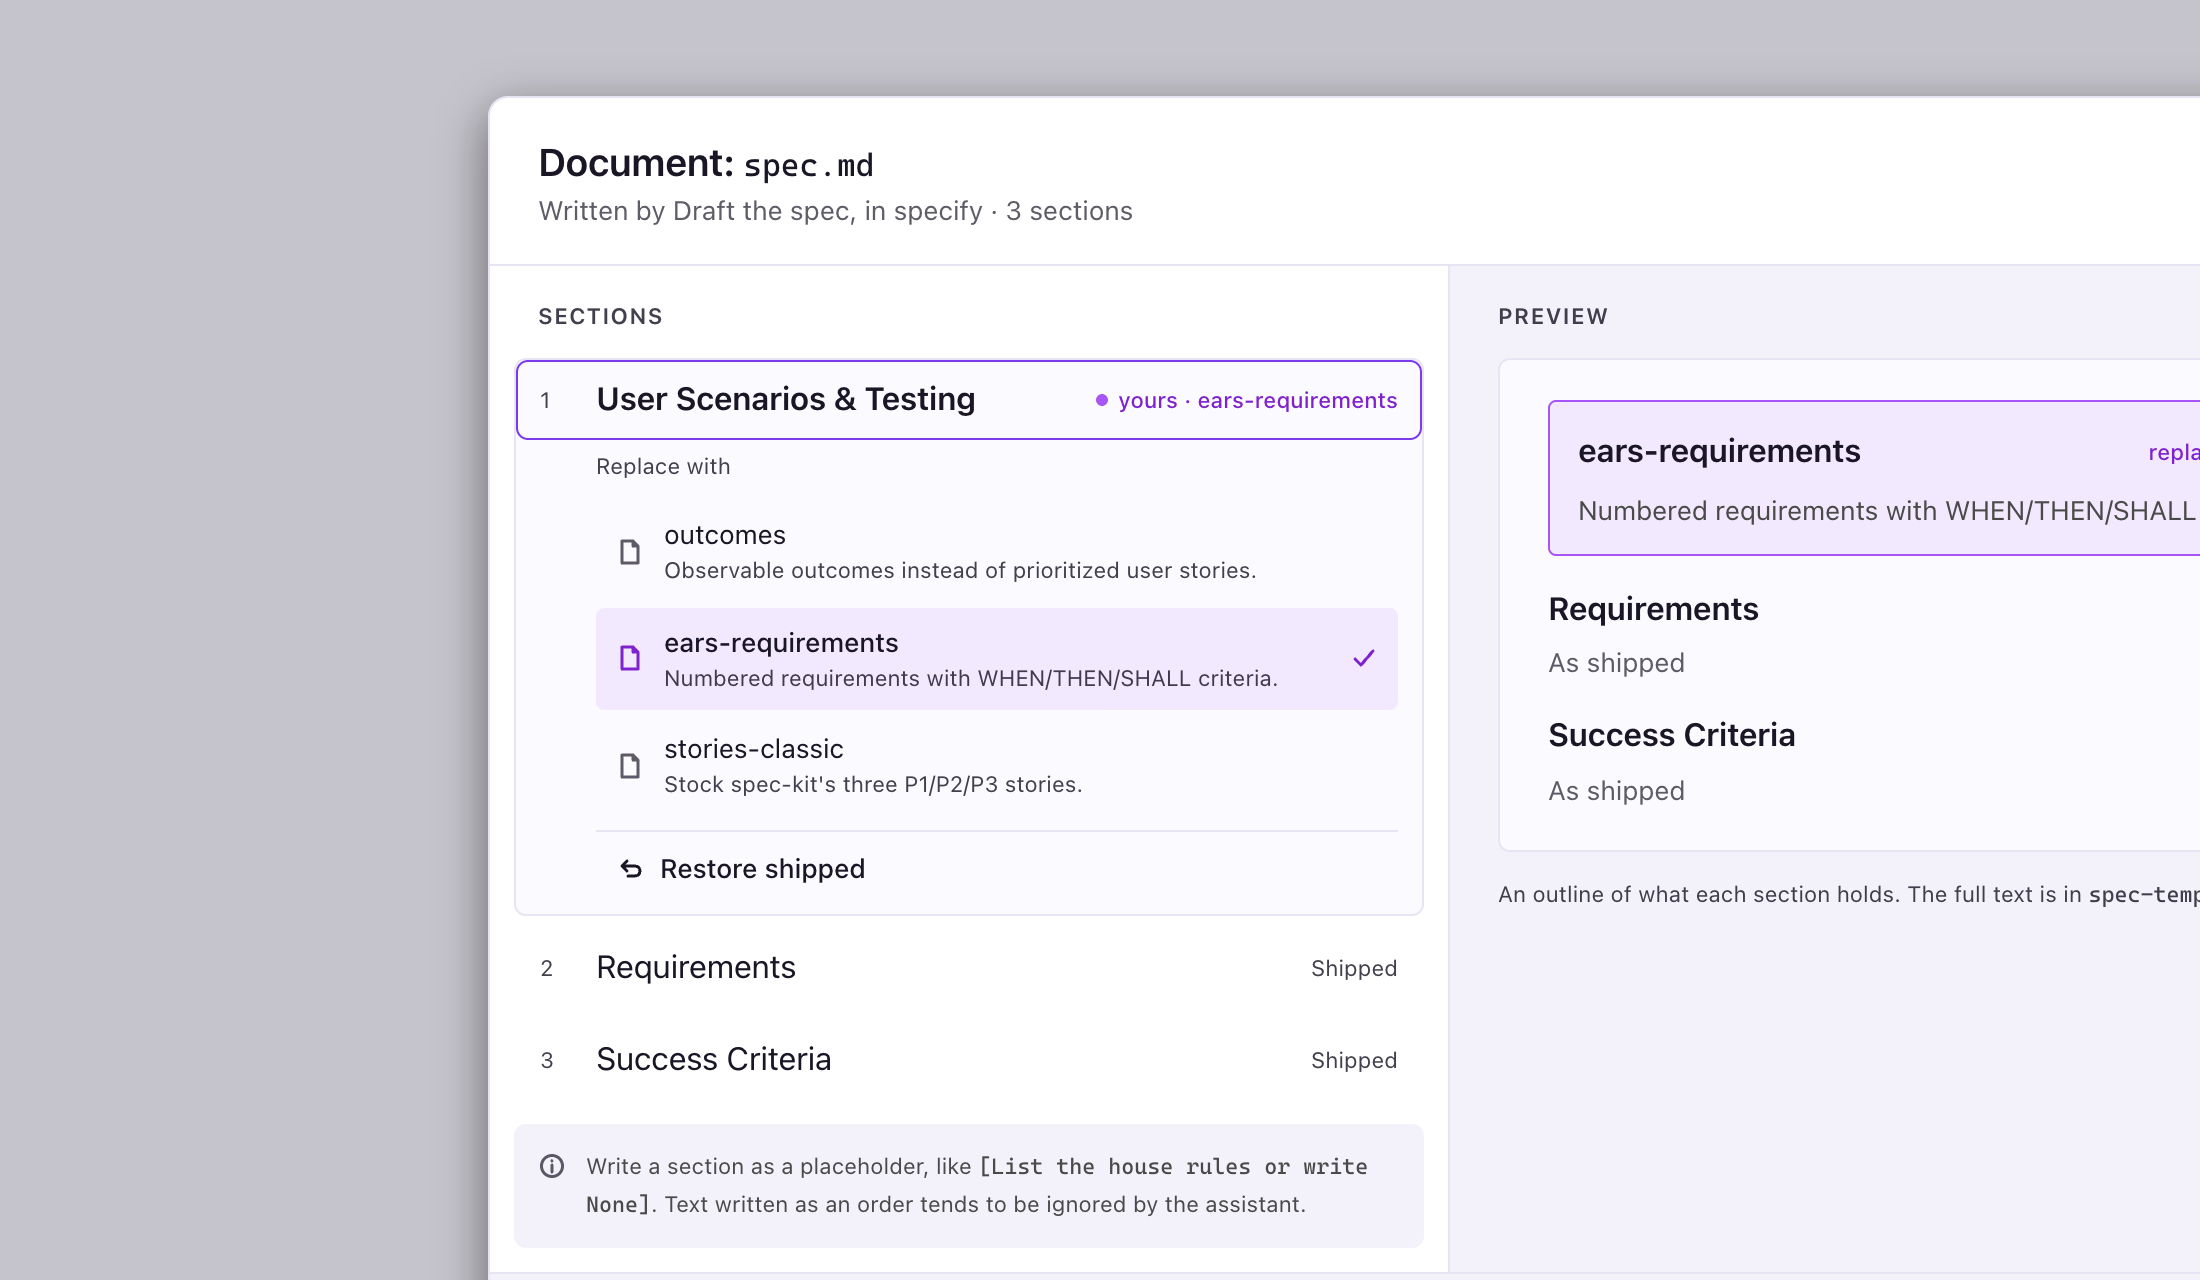 Document: spec.md
Written by Draft the spec, in specify · 3 sections
SECTIONS
1 User Scenarios & Testing yours · ears-requirements
Replace with
outcomes
Observable outcomes instead of prioritized user stories.
ears-requirements
Numbered requirements with WHEN/THEN/SHALL criteria.
stories-classic
Stock spec-kit's three P1/P2/P3 stories.
Restore shipped
2 Requirements Shipped
3 Success Criteria Shipped
Write a section as a placeholder, like [List the house rules or write
None]. Text written as an order tends to be ignored by the assistant.
PREVIEW
ears-requirements
Numbered requirements with WHEN/THEN/SHALL
Requirements
As shipped
Success Criteria
As shipped
An outline of what each section holds. The full text is in